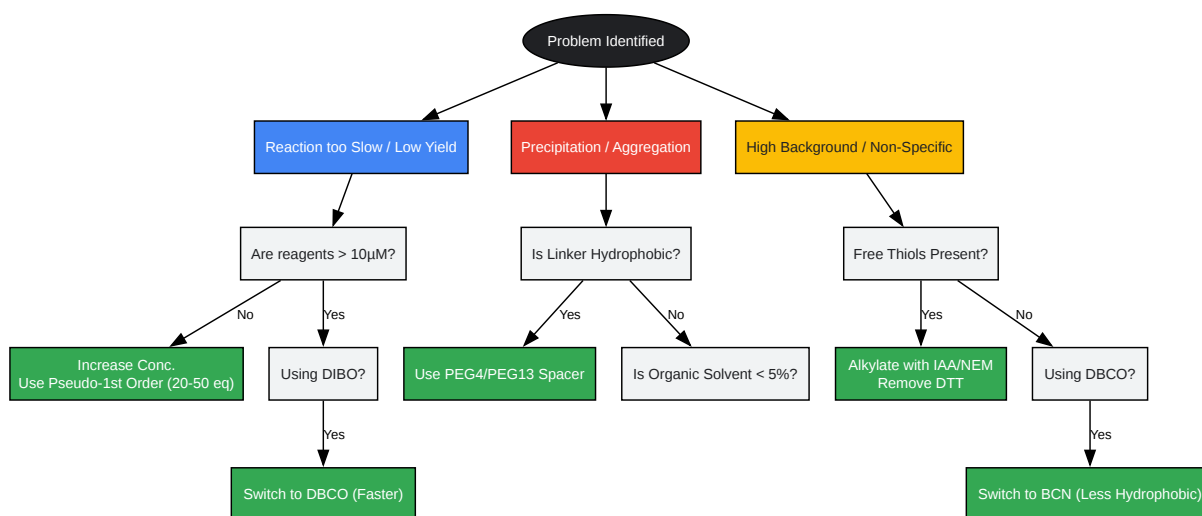 Problem Identified
Reaction too Slow / Low Yield
Precipitation / Aggregation
High Background / Non-Specific
Are reagents > 10µM?
Is Linker Hydrophobic?
Free Thiols Present?
No
Yes
Yes
No
Yes
No
Increase Conc.
Use Pseudo-1st Order (20-50 eq)
Using DIBO?
Use PEG4/PEG13 Spacer
Is Organic Solvent < 5%?
Alkylate with IAA/NEM
Remove DTT
Using DBCO?
Yes
Yes
Switch to DBCO (Faster)
Switch to BCN (Less Hydrophobic)